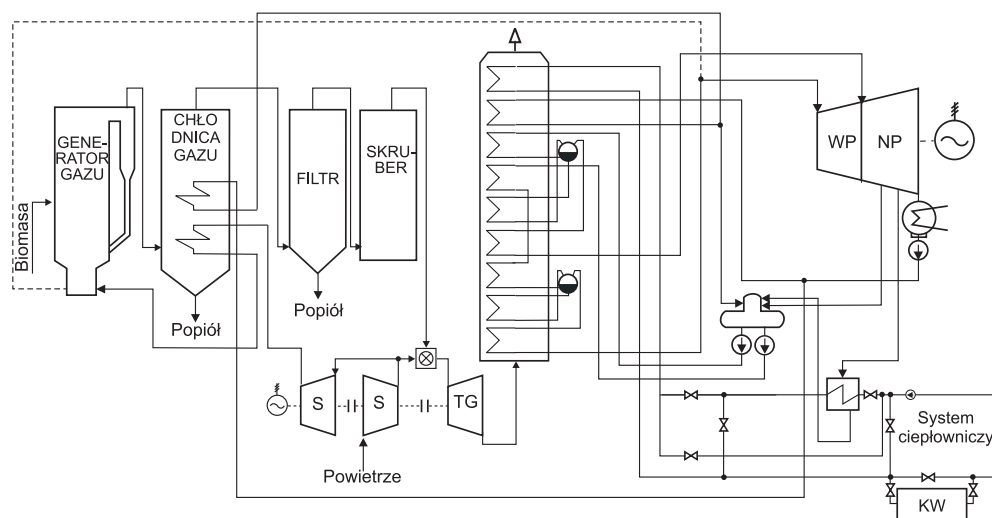 GENE-
RATOR
GAZU
CHŁO
DNICA
GAZU
FILTR
SKRU-
BER
Biomasa
Popiół
Popiół
S
S
TG
Powietrze
WP
NP
System
ciepłowniczy
KW